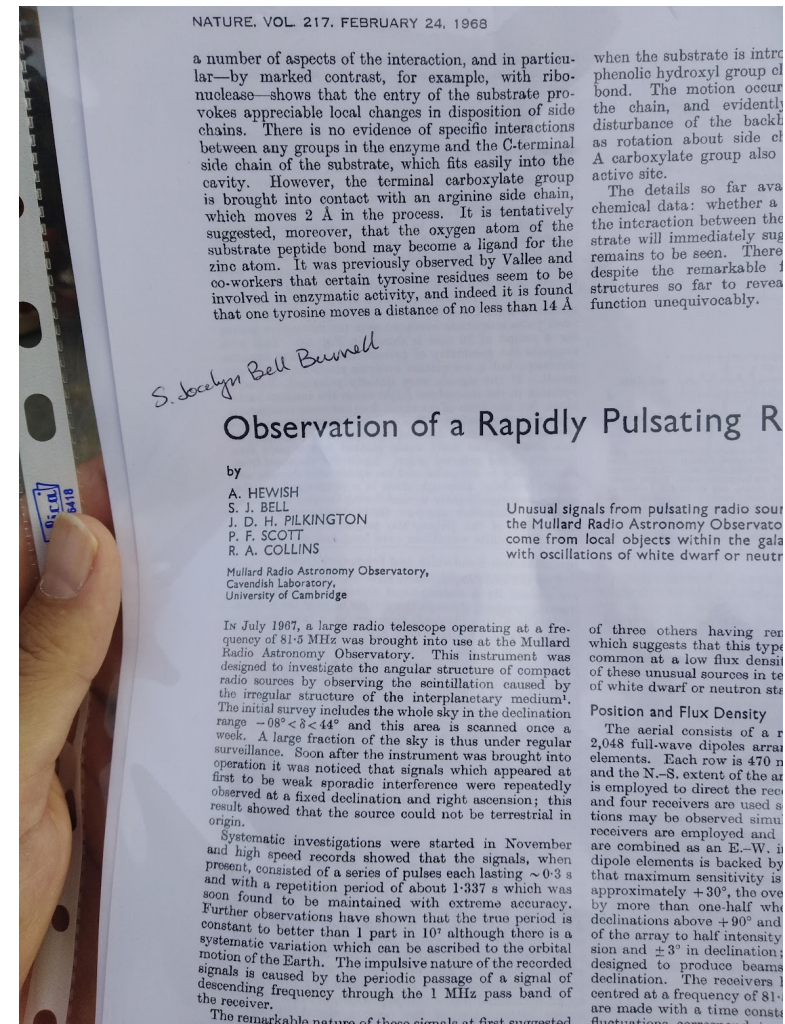 NATURE, VOL. 217, FEBRUARY 24, 1968
a number of aspects of the interaction, and in particu-
lar—by marked contrast, for example, with ribo-
nuclease—shows that the entry of the substrate pro-
vokes appreciable local changes in disposition of side
chains. There is no evidence of specific interactions
between any groups in the enzyme and the C-terminal
side chain of the substrate, which fits easily into the
cavity. However, the terminal carboxylate group
is brought into contact with an arginine side chain,
which moves 2 Å in the process. It is tentatively
suggested, moreover, that the oxygen atom of the
substrate peptide bond may become a ligand for the
zinc atom. It was previously observed by Vallee and
co-workers that certain tyrosine residues seem to be
involved in enzymatic activity, and indeed it is found
that one tyrosine moves a distance of no less than 14 Å
when the substrate is intro
phenolic hydroxyl group cl
bond. The motion occur
the chain, and evidently
disturbance of the backb
as rotation about side ch
A carboxylate group also
active site.
The details so far ava
chemical data: whether a
the interaction between the
strate will immediately sug
remains to be seen. There
despite the remarkable
structures so far to revea
function unequivocably.
S. Jocelyn Bell Burnell
Observation of a Rapidly Pulsating R
by
A. HEWISH
S. J. BELL
J. D. H. PILKINGTON
P. F. SCOTT
R. A. COLLINS
Mullard Radio Astronomy Observatory,
Cavendish Laboratory,
University of Cambridge
Unusual signals from pulsating radio sour
the Mullard Radio Astronomy Observato
come from local objects within the gala
with oscillations of white dwarf or neutr
IN July 1967, a large radio telescope operating at a fre-
quency of 81·5 MHz was brought into use at the Mullard
Radio Astronomy Observatory. This instrument was
designed to investigate the angular structure of compact
radio sources by observing the scintillation caused by
the irregular structure of the interplanetary medium¹.
The initial survey includes the whole sky in the declination
range −08° < δ < 44° and this area is scanned once a
week. A large fraction of the sky is thus under regular
surveillance. Soon after the instrument was brought into
operation it was noticed that signals which appeared at
first to be weak sporadic interference were repeatedly
observed at a fixed declination and right ascension; this
result showed that the source could not be terrestrial in
origin.
Systematic investigations were started in November
and high speed records showed that the signals, when
present, consisted of a series of pulses each lasting ~0·3 s
and with a repetition period of about 1·337 s which was
soon found to be maintained with extreme accuracy.
Further observations have shown that the true period is
constant to better than 1 part in 10⁷ although there is a
systematic variation which can be ascribed to the orbital
motion of the Earth. The impulsive nature of the recorded
signals is caused by the periodic passage of a signal of
descending frequency through the 1 MHz pass band of
the receiver.
The remarkable nature of these signals at first suggested
of three others having ren
which suggests that this type
common at a low flux densit
of these unusual sources in te
of white dwarf or neutron sta
Position and Flux Density
The aerial consists of a r
2,048 full-wave dipoles arran
elements. Each row is 470 m
and the N.–S. extent of the ar
is employed to direct the rec
and four receivers are used s
tions may be observed simu
receivers are employed and
are combined as an E.–W. i
dipole elements is backed by
that maximum sensitivity is
approximately +30°, the ove
by more than one-half whe
declinations above +90° and
of the array to half intensity
sion and ±3° in declination;
designed to produce beams
declination. The receivers
centred at a frequency of 81·
are made with a time consta
6418